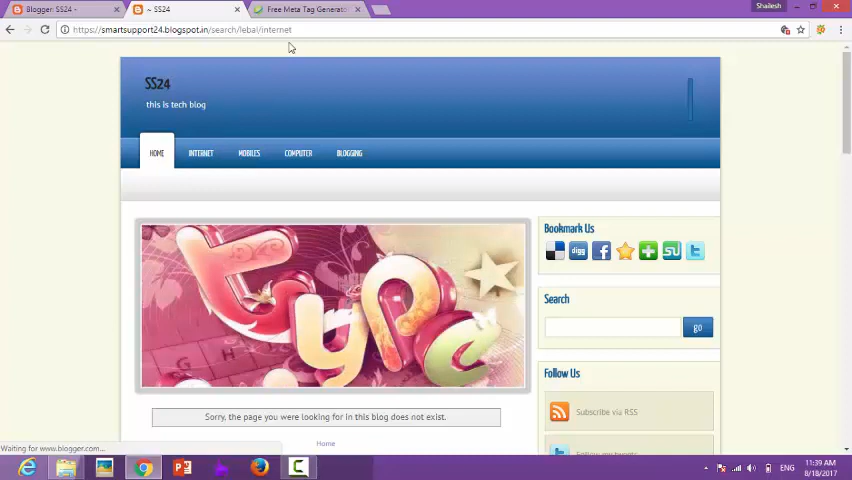 Shailesh
Blogger: SS24 -
~ SS24
Free Meta Tag Generato
https://smartsupport24.blogspot.in/search/lebal/internet
SS24
this is tech blog
HOME
INTERNET
MOBILES
COMPUTER
BLOGGING
Type
Bookmark Us
digg
Search
go
Sorry, the page you were looking for in this blog does not exist.
Follow Us
Subscribe via RSS
Home
Waiting for www.blogger.com...
ENG
11:39 AM
8/18/2017